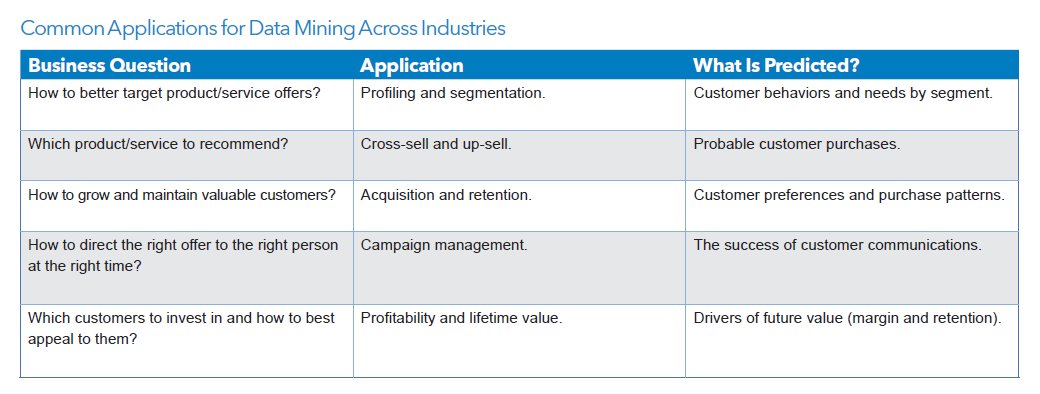 Common Applications for Data Mining Across Industries
Business Question Application What Is Predicted?
How to better target product/service offers? Profiling and segmentation. Customer behaviors and needs by segment.
Which product/service to recommend? Cross-sell and up-sell. Probable customer purchases.
How to grow and maintain valuable customers? Acquisition and retention. Customer preferences and purchase patterns.
How to direct the right offer to the right person Campaign management. The success of customer communications.
at the right time?
Which customers to invest in and how to best Profitability and lifetime value. Drivers of future value (margin and retention).
appeal to them?